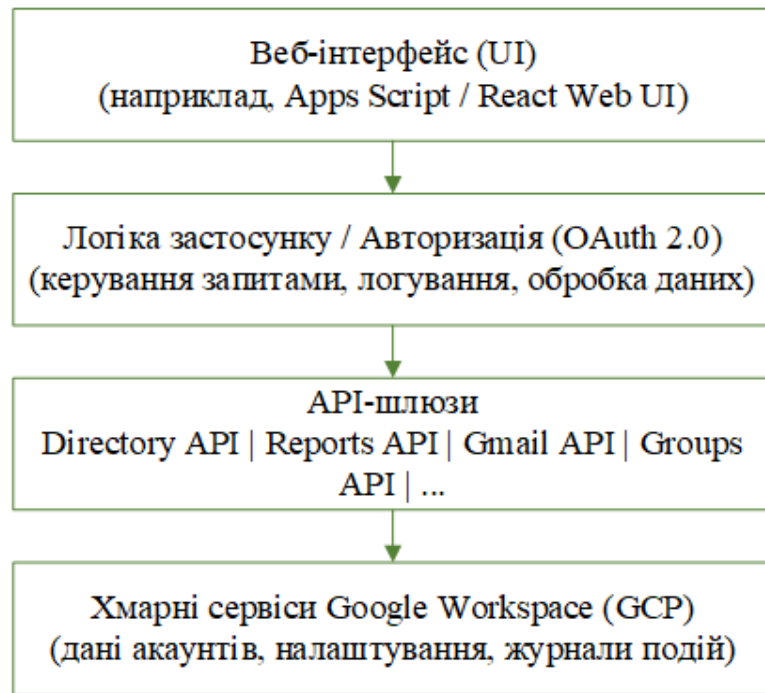 Веб-інтерфейс (UI)
(наприклад, Apps Script / React Web UI)
Логіка застосунку / Авторизація (OAuth 2.0)
(керування запитами, логування, обробка даних)
API-шлюзи
Directory API | Reports API | Gmail API | Groups
API | ...
Хмарні сервіси Google Workspace (GCP)
(дані акаунтів, налаштування, журнали подій)